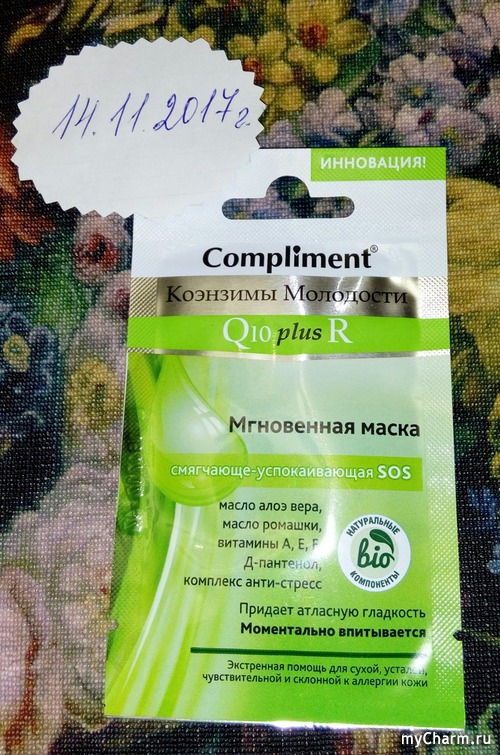 14.11.2017г.
ИННОВАЦИЯ!
Compliment®
Коэнзимы Молодости
Q10 plus R
Мгновенная маска
смягчающе-успокаивающая SOS
масло алоэ вера,
масло ромашки,
витамины А, Е, F
Д-пантенол,
комплекс анти-стресс
НАТУРАЛЬНЫЕ
bio
КОМПОНЕНТЫ
Придает атласную гладкость
Моментально впитывается
Экстренная помощь для сухой, усталой,
чувствительной и склонной к аллергии кожи
myCharm.ru